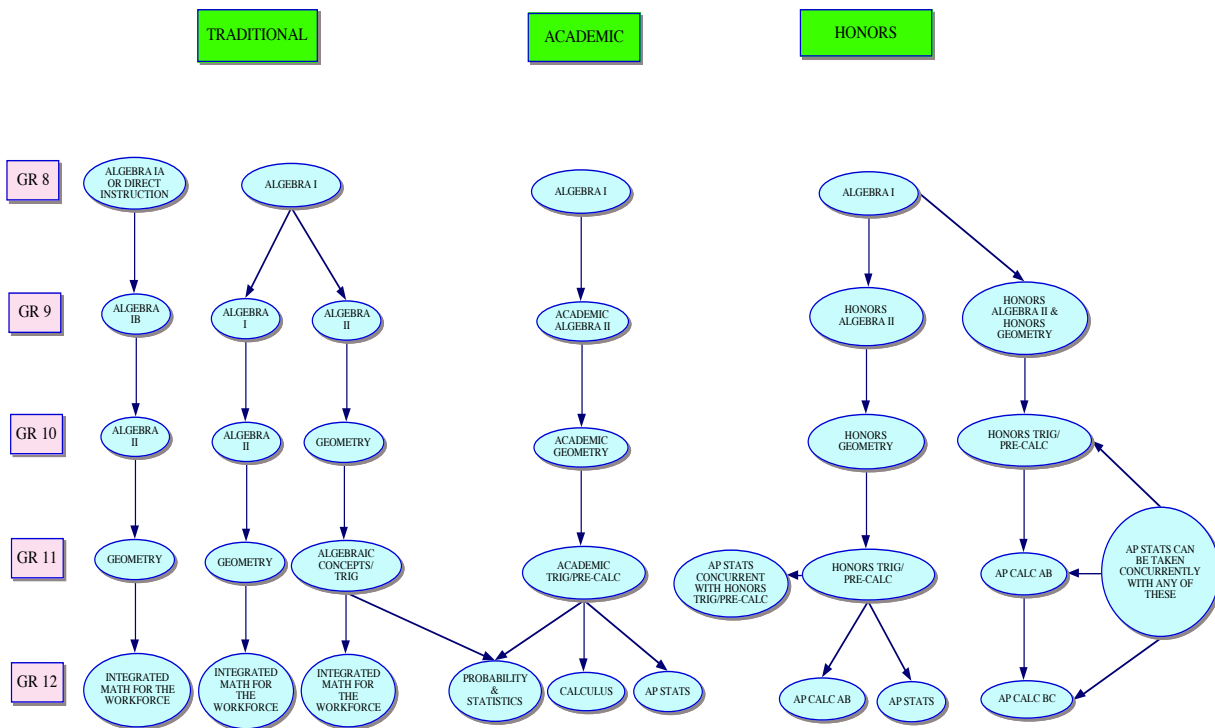 TRADITIONAL
ACADEMIC
HONORS
GR 8
ALGEBRA IA
OR DIRECT
INSTRUCTION
ALGEBRA I
ALGEBRA I
ALGEBRA I
GR 9
ALGEBRA
IB
ALGEBRA
I
ALGEBRA
II
ACADEMIC
ALGEBRA II
HONORS
ALGEBRA II
HONORS
ALGEBRA II &
HONORS
GEOMETRY
GR 10
ALGEBRA
II
ALGEBRA
II
GEOMETRY
ACADEMIC
GEOMETRY
HONORS
GEOMETRY
HONORS TRIG/
PRE-CALC
GR 11
GEOMETRY
GEOMETRY
ALGEBRAIC
CONCEPTS/
TRIG
ACADEMIC
TRIG/PRE-CALC
AP STATS
CONCURRENT
WITH HONORS
TRIG/PRE-CALC
HONORS TRIG/
PRE-CALC
AP CALC AB
AP STATS CAN
BE TAKEN
CONCURRENTLY
WITH ANY OF
THESE
GR 12
INTEGRATED
MATH FOR THE
WORKFORCE
INTEGRATED
MATH FOR
THE
WORKFORCE
INTEGRATED
MATH FOR
THE
WORKFORCE
PROBABILITY
&
STATISTICS
CALCULUS
AP STATS
AP CALC AB
AP STATS
AP CALC BC